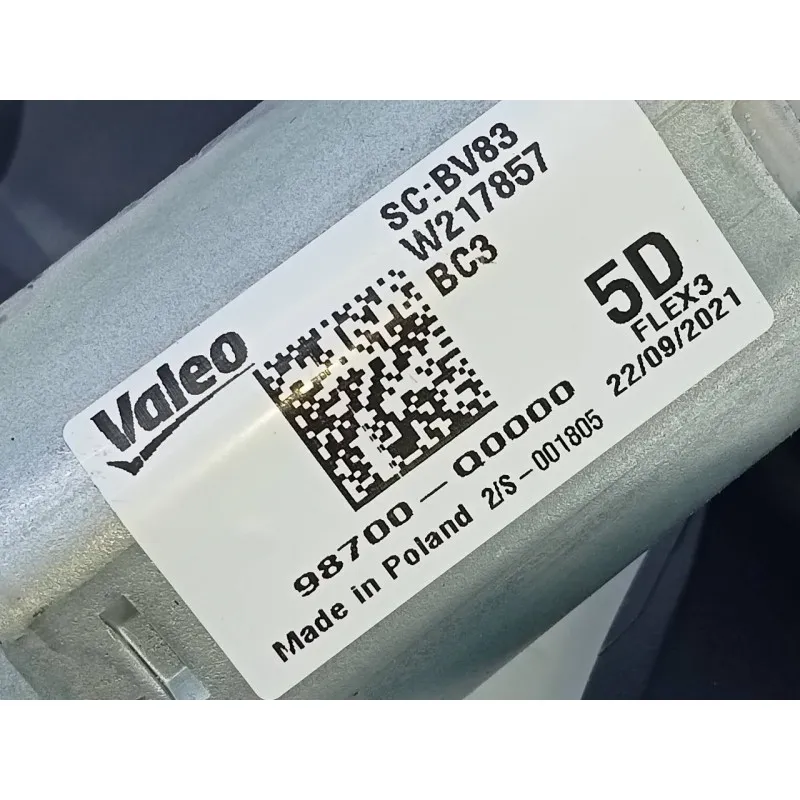 Valeo
SC:BV83
W217857
BC3
5D
FLEX3
98700-Q0000
22/09/2021
Made in Poland 2/S-001805